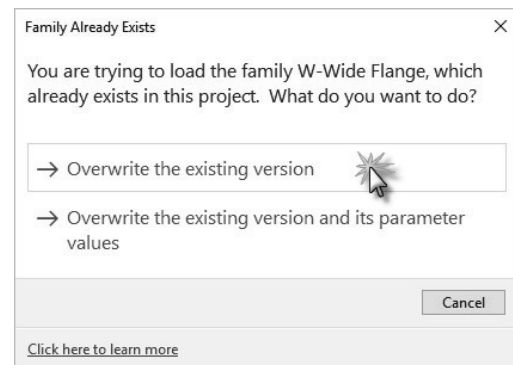 Family Already Exists
You are trying to load the family W-Wide Flange, which
already exists in this project. What do you want to do?
→ Overwrite the existing version
→ Overwrite the existing version and its parameter
values
Cancel
Click here to learn more